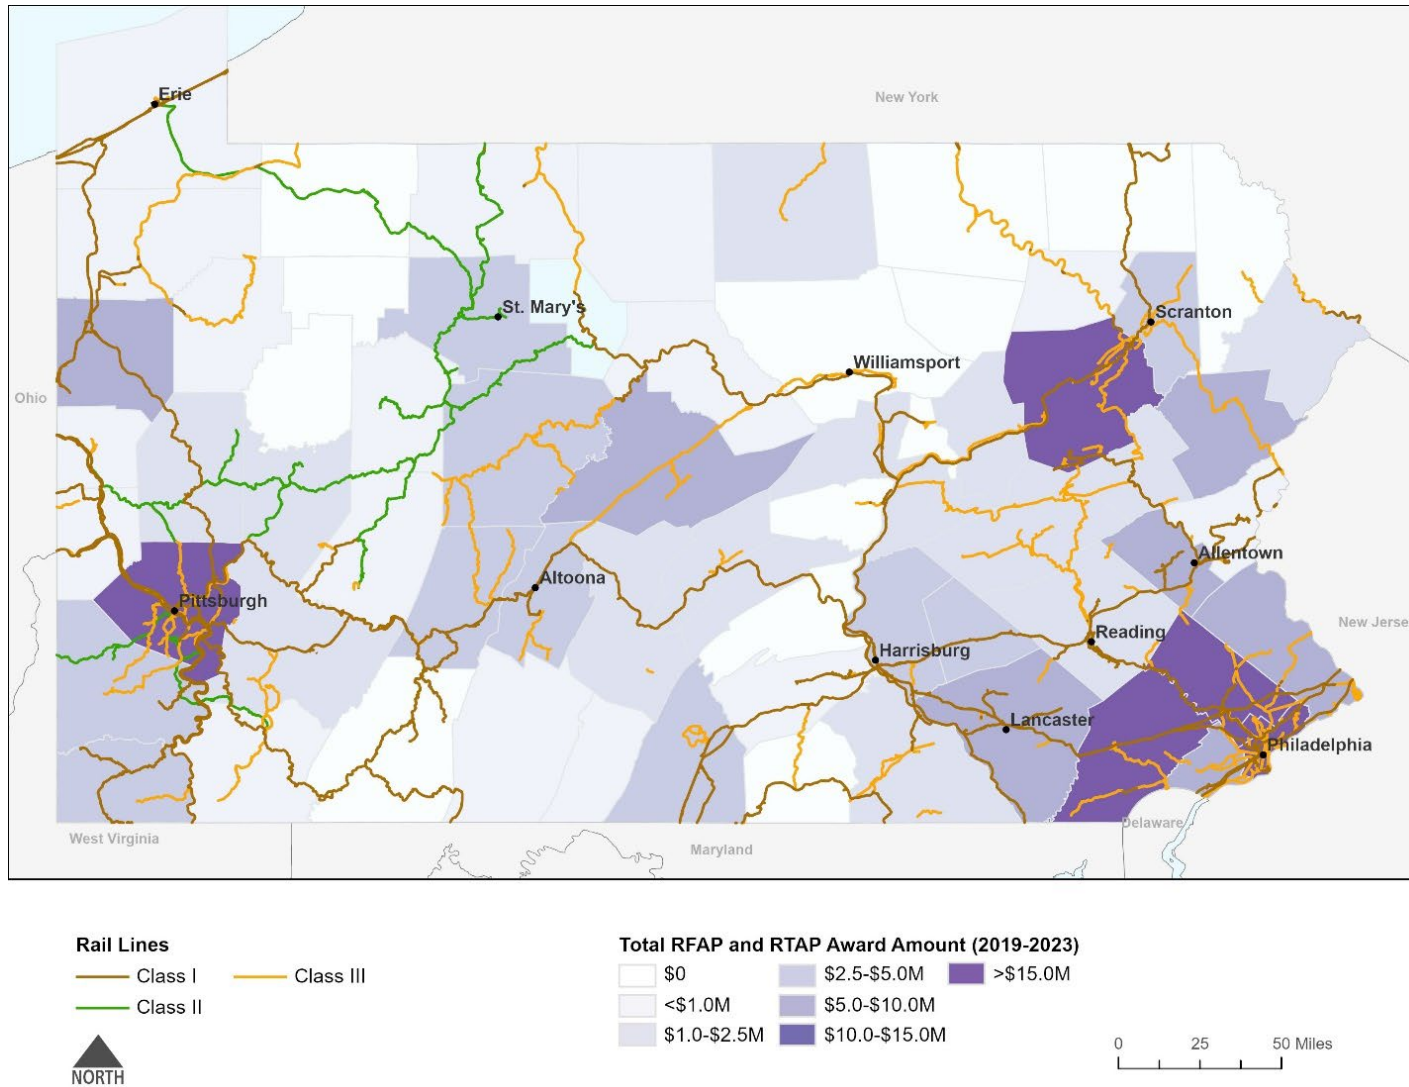 Erie
New York
St. Mary's
Scranton
Williamsport
Ohio
Allentown
Altoona
Pittsburgh
New Jerse
Reading
Harrisburg
Lancaster
Philadelphia
Delaware
West Virginia
Maryland
Rail Lines
Class I
Class III
Class II
NORTH
Total RFAP and RTAP Award Amount (2019-2023)
$0
$2.5-$5.0M
>$15.0M
<$1.0M
$5.0-$10.0M
$1.0-$2.5M
$10.0-$15.0M
0 25 50 Miles